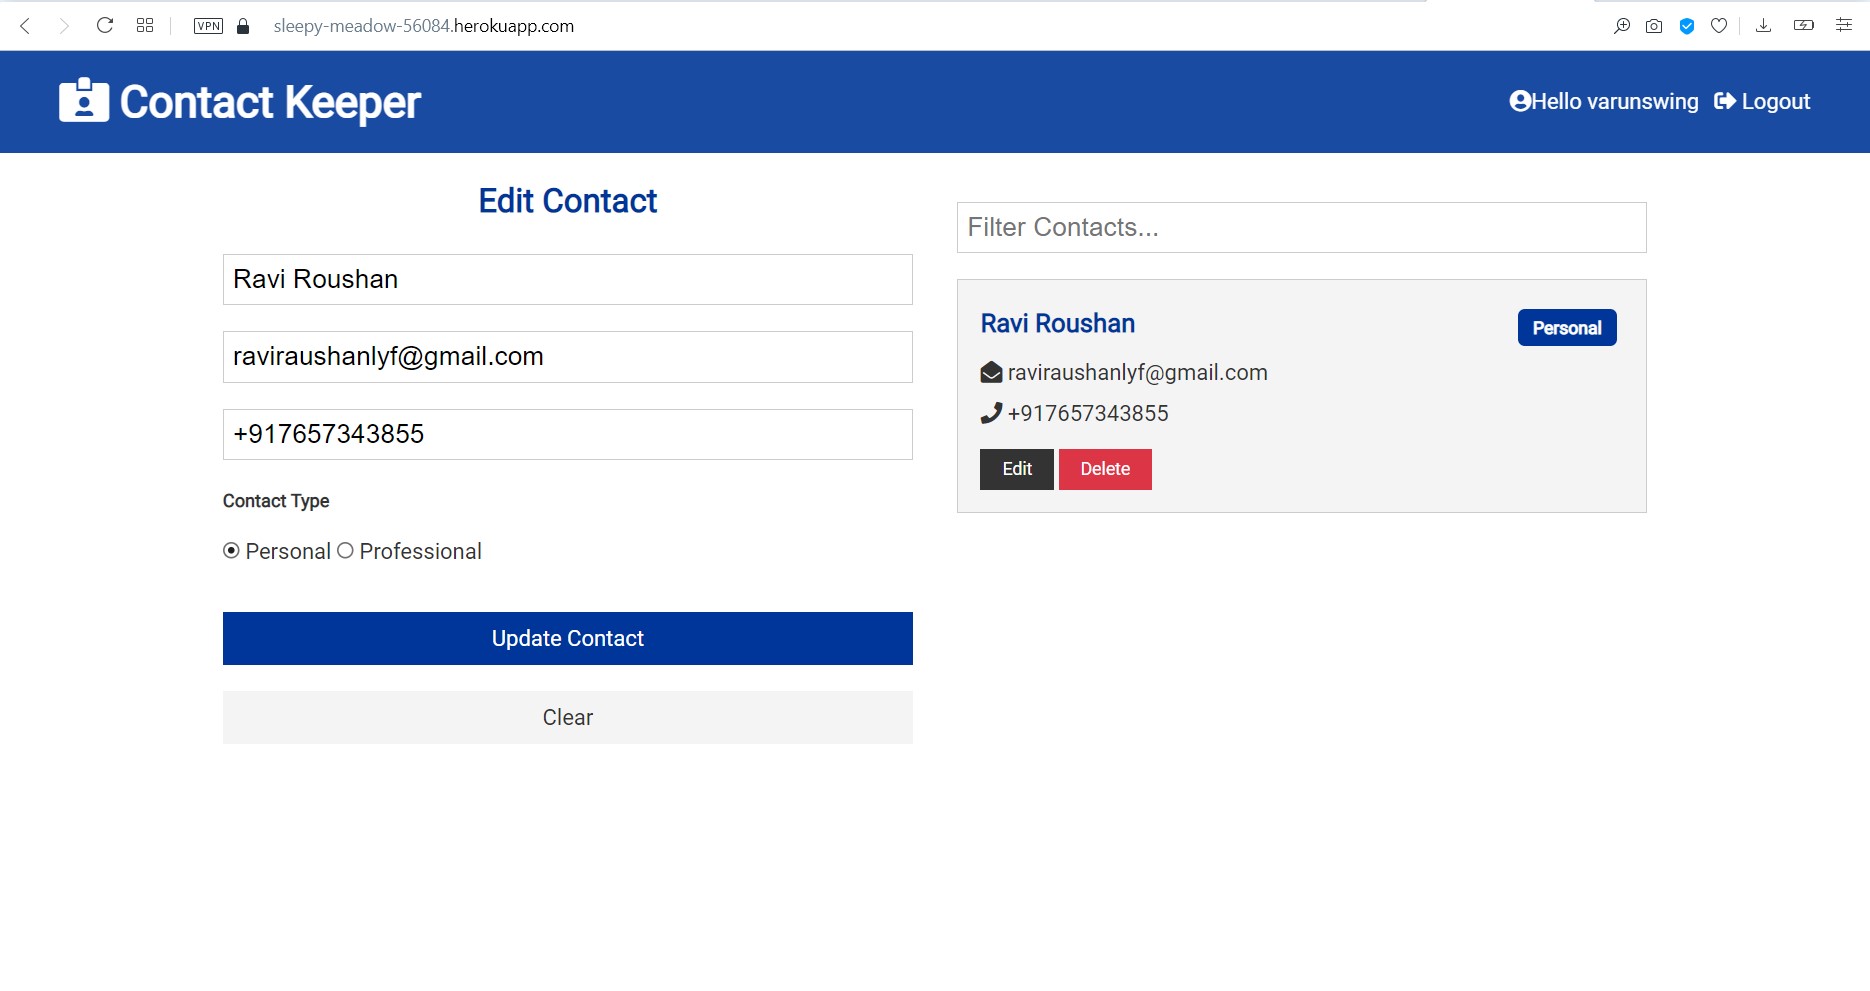 VPN
sleepy-meadow-56084.herokuapp.com
Contact Keeper
Hello varunswing
Logout
Edit Contact
Ravi Roushan
raviraushanlyf@gmail.com
+917657343855
Contact Type
Personal
Professional
Update Contact
Clear
Filter Contacts...
Ravi Roushan
Personal
raviraushanlyf@gmail.com
+917657343855
Edit
Delete